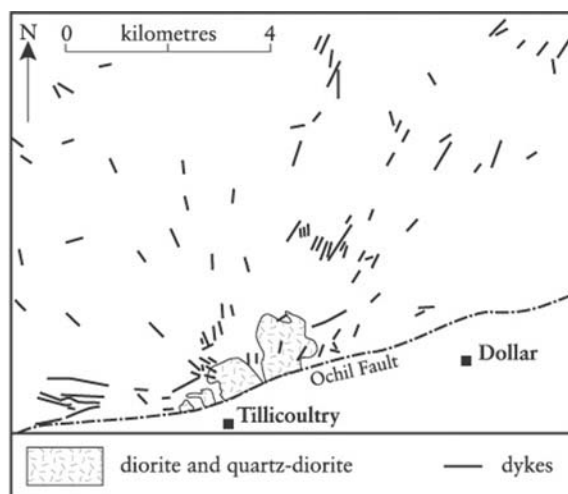 N
0 kilometres 4
Dollar
Ochil Fault
Tillicoultry
diorite and quartz-diorite
dykes